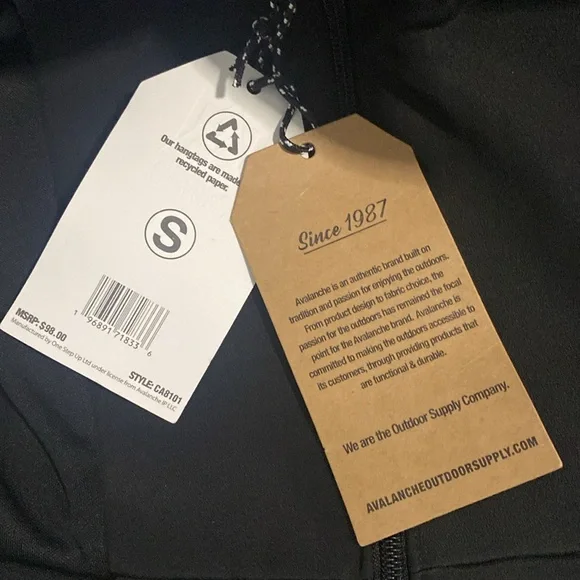 Our hangtags are made
recycled paper.
S
1 96891 71833 6
MSRP: $98.00
Manufactured by One Step Up Ltd under license from Avalanche IP LLC
STYLE: CA8101
Since 1987
Avalanche is an authentic brand built on
tradition and passion for enjoying the outdoors.
From product design to fabric choice, the
passion for the outdoors has remained the focal
point for the Avalanche brand. Avalanche is
committed to making the outdoors accessible to
its customers, through providing products that
are functional & durable.
We are the Outdoor Supply Company.
AVALANCHEOUTDOORSUPPLY.COM